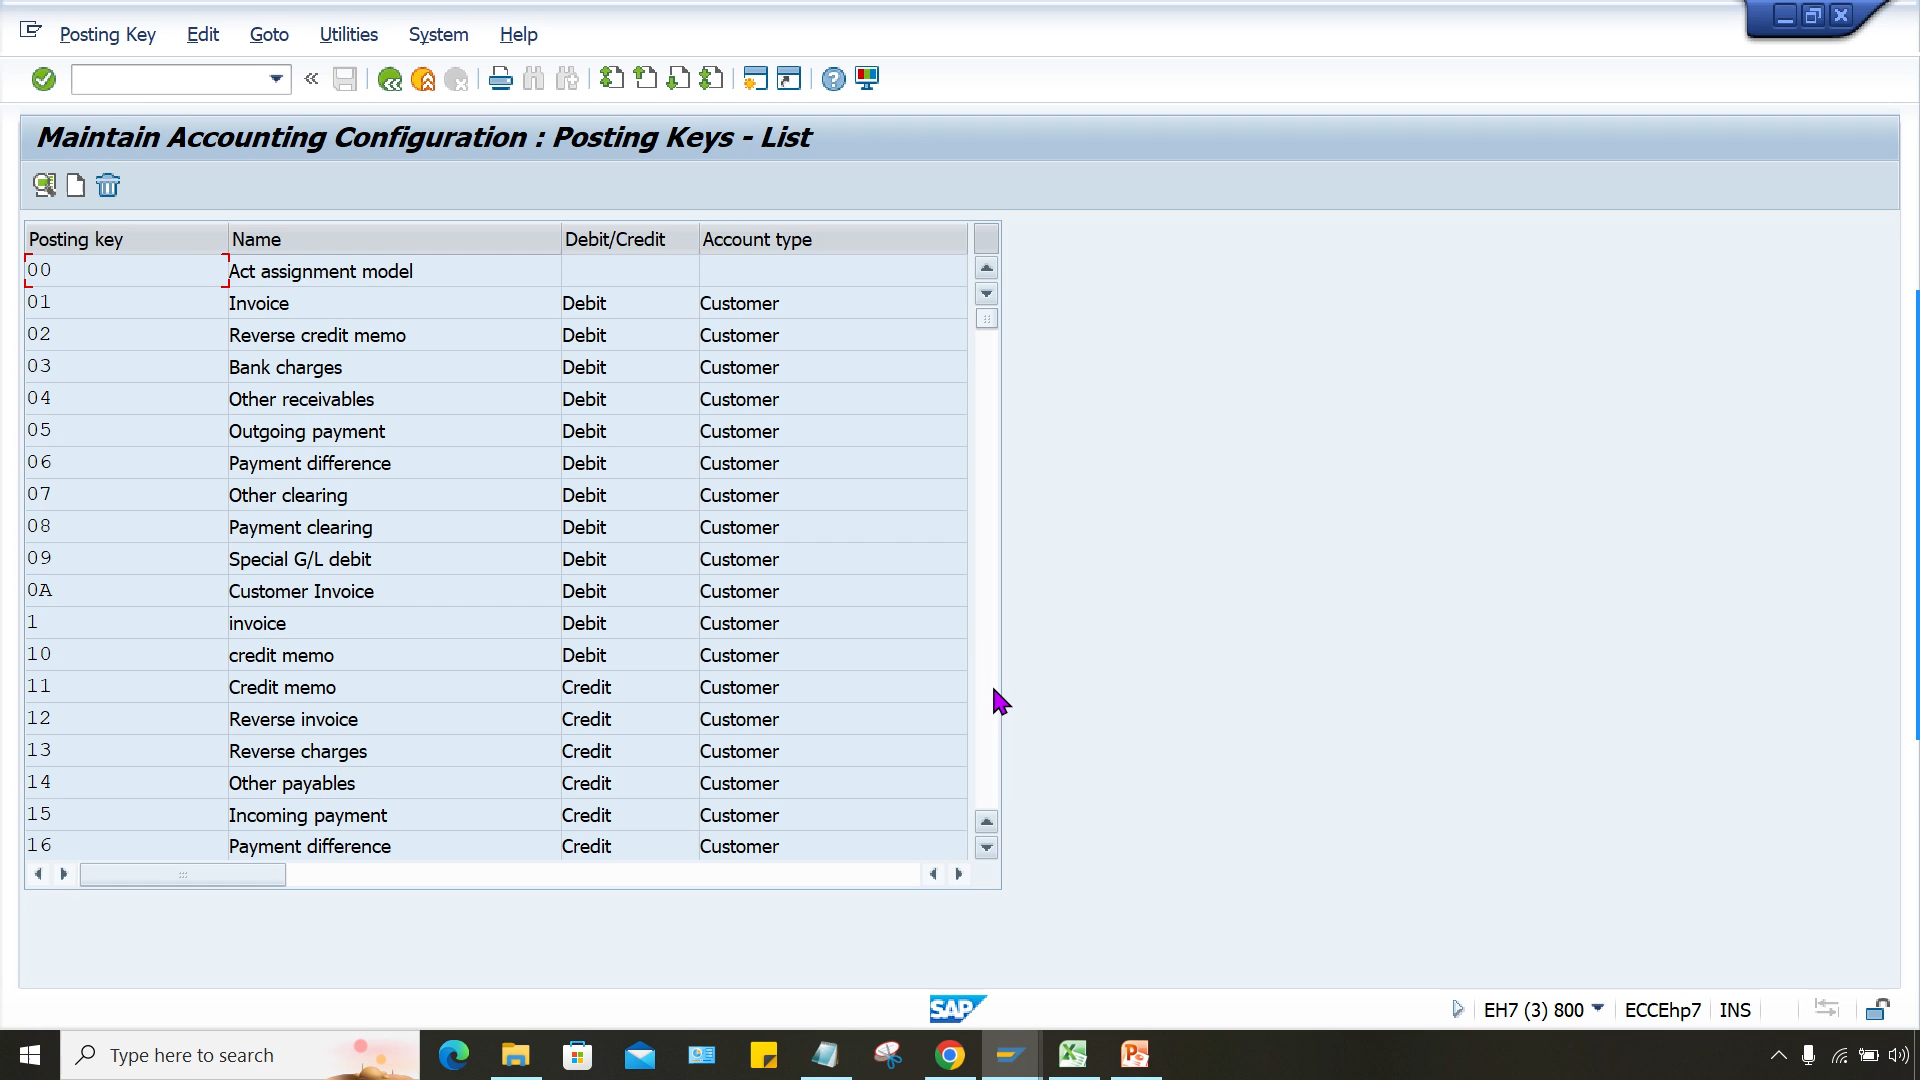 Posting Key Edit Goto Utilities System Help
Maintain Accounting Configuration : Posting Keys - List
Posting key Name Debit/Credit Account type
00 Act assignment model
01 Invoice Debit Customer
02 Reverse credit memo Debit Customer
03 Bank charges Debit Customer
04 Other receivables Debit Customer
05 Outgoing payment Debit Customer
06 Payment difference Debit Customer
07 Other clearing Debit Customer
08 Payment clearing Debit Customer
09 Special G/L debit Debit Customer
0A Customer Invoice Debit Customer
1 invoice Debit Customer
10 credit memo Debit Customer
11 Credit memo Credit Customer
12 Reverse invoice Credit Customer
13 Reverse charges Credit Customer
14 Other payables Credit Customer
15 Incoming payment Credit Customer
16 Payment difference Credit Customer
SAP
EH7 (3) 800 ECCEhp7 INS
Type here to search